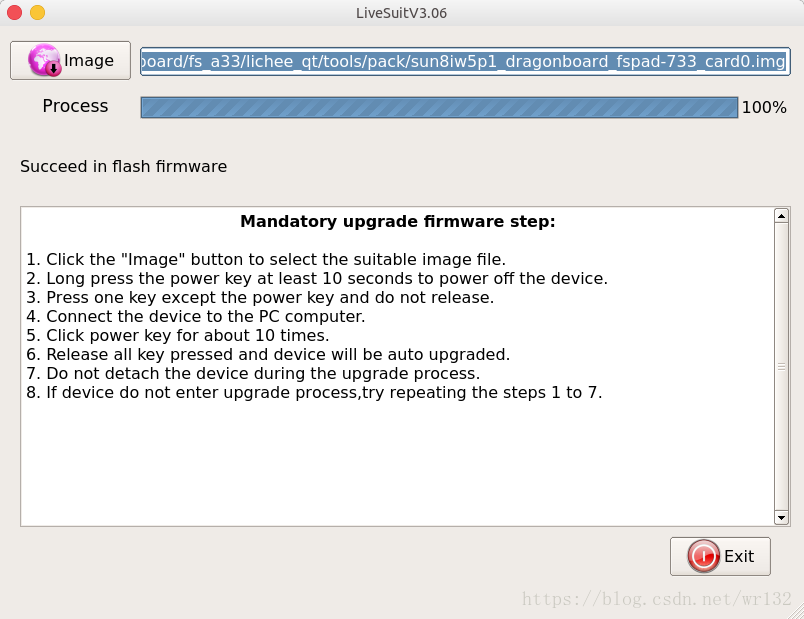 LiveSuitV3.06
Image
board/fs_a33/lichee_qt/tools/pack/sun8iw5p1_dragonboard_fspad-733_card0.img
Process
100%
Succeed in flash firmware
Mandatory upgrade firmware step:
1. Click the "Image" button to select the suitable image file.
2. Long press the power key at least 10 seconds to power off the device.
3. Press one key except the power key and do not release.
4. Connect the device to the PC computer.
5. Click power key for about 10 times.
6. Release all key pressed and device will be auto upgraded.
7. Do not detach the device during the upgrade process.
8. If device do not enter upgrade process,try repeating the steps 1 to 7.
Exit
https://blog.csdn.net/wr132